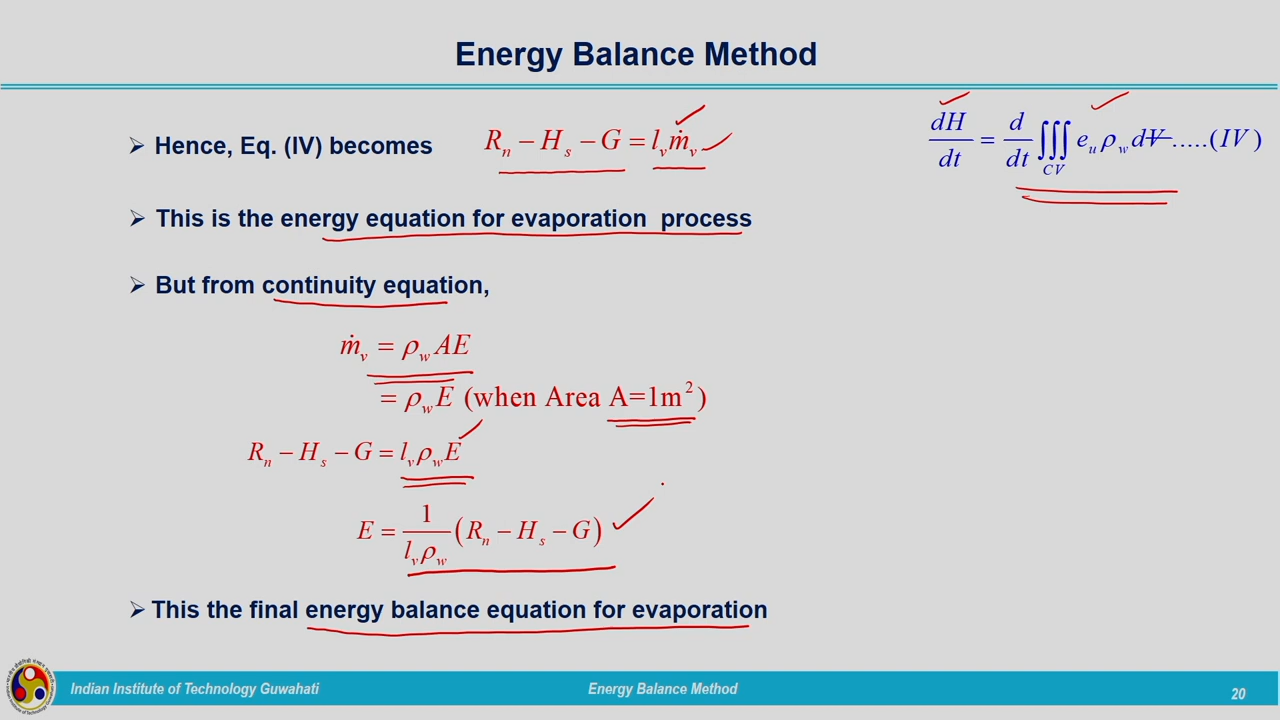 Energy Balance Method
➢ Hence, Eq. (IV) becomes R_n − H_s − G = l_v ṁ_v
dH/dt = d/dt ∭_CV e_u ρ_w dV.....(IV)
➢ This is the energy equation for evaporation process
➢ But from continuity equation,
ṁ_v = ρ_w AE
= ρ_w E (when Area A=1m²)
R_n − H_s − G = l_v ρ_w E
E = 1/(l_v ρ_w) (R_n − H_s − G)
➢ This the final energy balance equation for evaporation
Indian Institute of Technology Guwahati Energy Balance Method 20